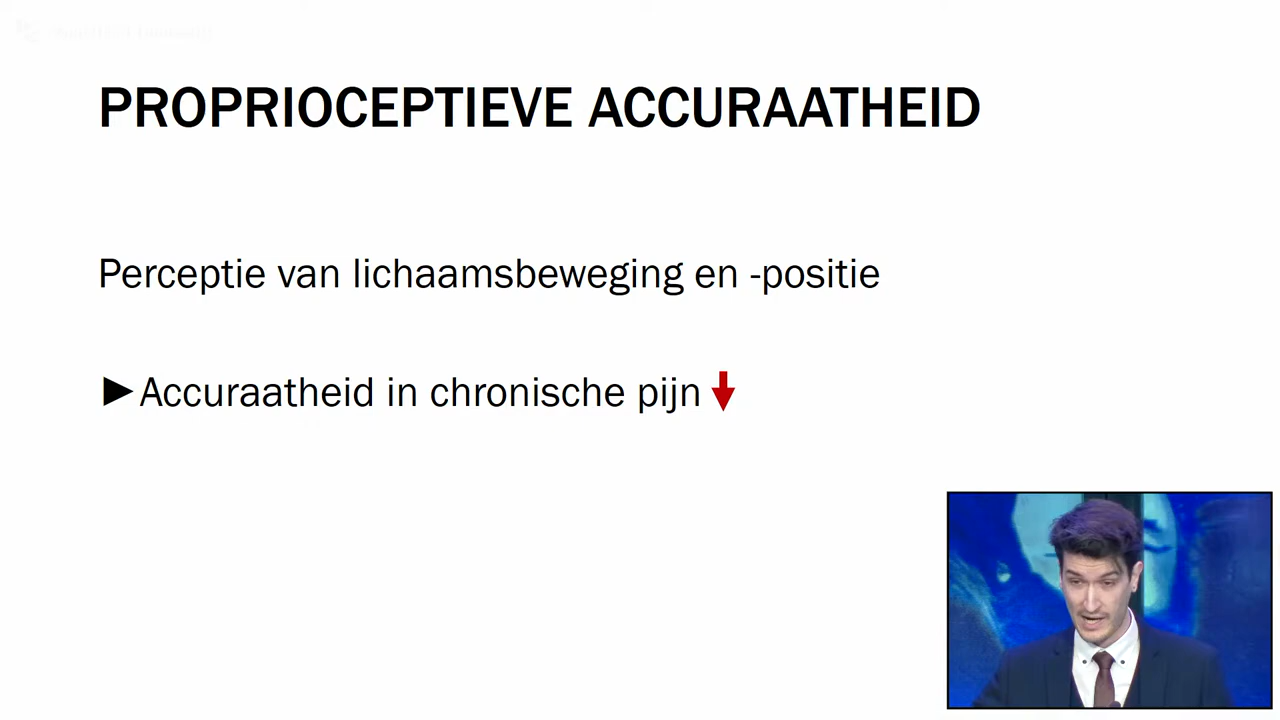 PROPRIOCEPTIEVE ACCURAATHEID
Perceptie van lichaamsbeweging en -positie
►Accuraatheid in chronische pijn